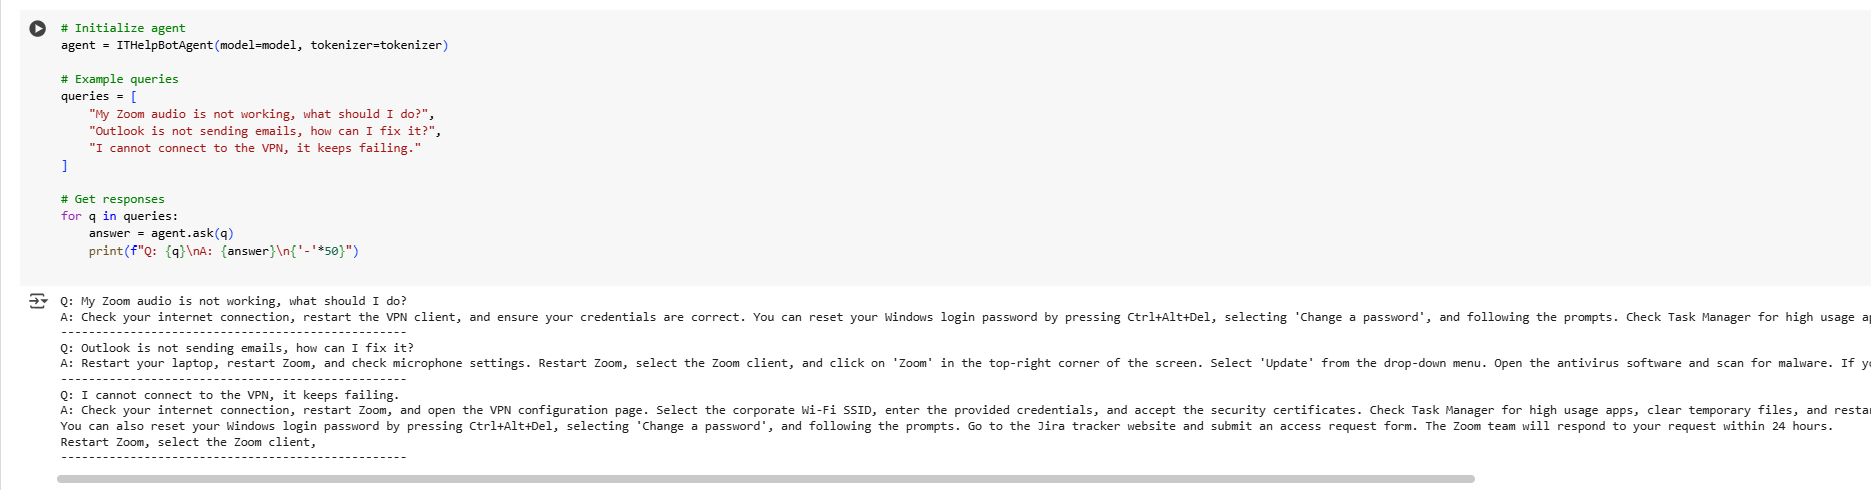 # Initialize agent
agent = ITHelpBotAgent(model=model, tokenizer=tokenizer)
# Example queries
queries = [
    "My Zoom audio is not working, what should I do?",
    "Outlook is not sending emails, how can I fix it?",
    "I cannot connect to the VPN, it keeps failing."
]
# Get responses
for q in queries:
    answer = agent.ask(q)
    print(f"Q: {q}\nA: {answer}\n{'-'*50}")
Q: My Zoom audio is not working, what should I do?
A: Check your internet connection, restart the VPN client, and ensure your credentials are correct. You can reset your Windows login password by pressing Ctrl+Alt+Del, selecting 'Change a password', and following the prompts. Check Task Manager for high usage
--------------------------------------------------
Q: Outlook is not sending emails, how can I fix it?
A: Restart your laptop, restart Zoom, and check microphone settings. Restart Zoom, select the Zoom client, and click on 'Zoom' in the top-right corner of the screen. Select 'Update' from the drop-down menu. Open the antivirus software and scan for malware. If
--------------------------------------------------
Q: I cannot connect to the VPN, it keeps failing.
A: Check your internet connection, restart Zoom, and open the VPN configuration page. Select the corporate Wi-Fi SSID, enter the provided credentials, and accept the security certificates. Check Task Manager for high usage apps, clear temporary files, and
You can also reset your Windows login password by pressing Ctrl+Alt+Del, selecting 'Change a password', and following the prompts. Go to the Jira tracker website and submit an access request form. The Zoom team will respond to your request within 24 hours.
Restart Zoom, select the Zoom client,
--------------------------------------------------